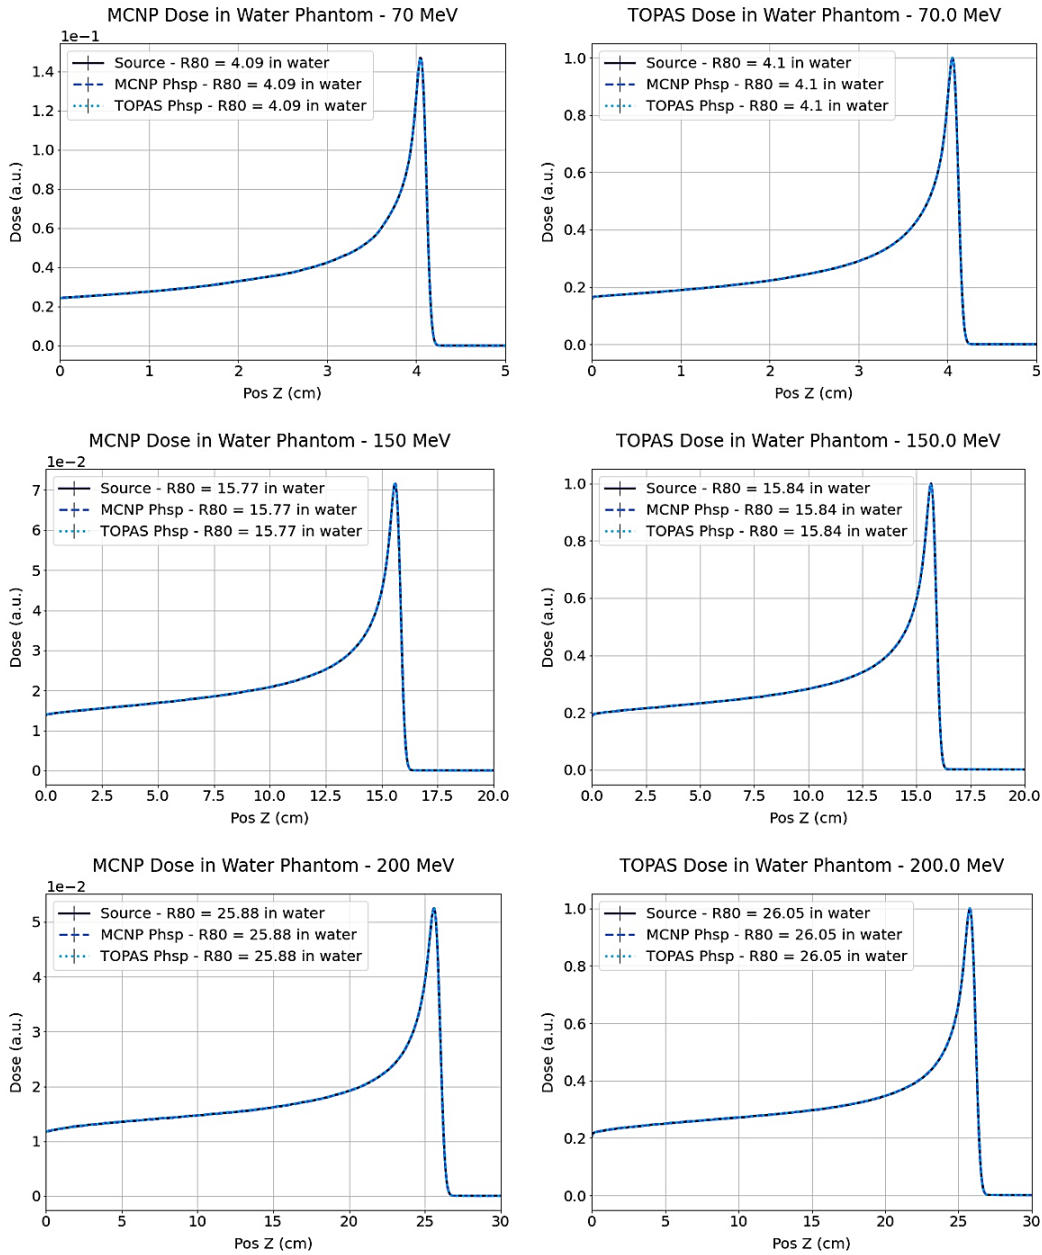 MCNP Dose in Water Phantom - 70 MeV
1e−1
Source - R80 = 4.09 in water
MCNP Phsp - R80 = 4.09 in water
TOPAS Phsp - R80 = 4.09 in water
1.4
1.2
1.0
0.8
0.6
0.4
0.2
0.0
Dose (a.u.)
0 1 2 3 4 5
Pos Z (cm)
TOPAS Dose in Water Phantom - 70.0 MeV
Source - R80 = 4.1 in water
MCNP Phsp - R80 = 4.1 in water
TOPAS Phsp - R80 = 4.1 in water
1.0
0.8
0.6
0.4
0.2
0.0
Dose (a.u.)
0 1 2 3 4 5
Pos Z (cm)
MCNP Dose in Water Phantom - 150 MeV
1e−2
Source - R80 = 15.77 in water
MCNP Phsp - R80 = 15.77 in water
TOPAS Phsp - R80 = 15.77 in water
7
6
5
4
3
2
1
0
Dose (a.u.)
0.0 2.5 5.0 7.5 10.0 12.5 15.0 17.5 20.0
Pos Z (cm)
TOPAS Dose in Water Phantom - 150.0 MeV
Source - R80 = 15.84 in water
MCNP Phsp - R80 = 15.84 in water
TOPAS Phsp - R80 = 15.84 in water
1.0
0.8
0.6
0.4
0.2
0.0
Dose (a.u.)
0.0 2.5 5.0 7.5 10.0 12.5 15.0 17.5 20.0
Pos Z (cm)
MCNP Dose in Water Phantom - 200 MeV
1e−2
Source - R80 = 25.88 in water
MCNP Phsp - R80 = 25.88 in water
TOPAS Phsp - R80 = 25.88 in water
5
4
3
2
1
0
Dose (a.u.)
0 5 10 15 20 25 30
Pos Z (cm)
TOPAS Dose in Water Phantom - 200.0 MeV
Source - R80 = 26.05 in water
MCNP Phsp - R80 = 26.05 in water
TOPAS Phsp - R80 = 26.05 in water
1.0
0.8
0.6
0.4
0.2
0.0
Dose (a.u.)
0 5 10 15 20 25 30
Pos Z (cm)